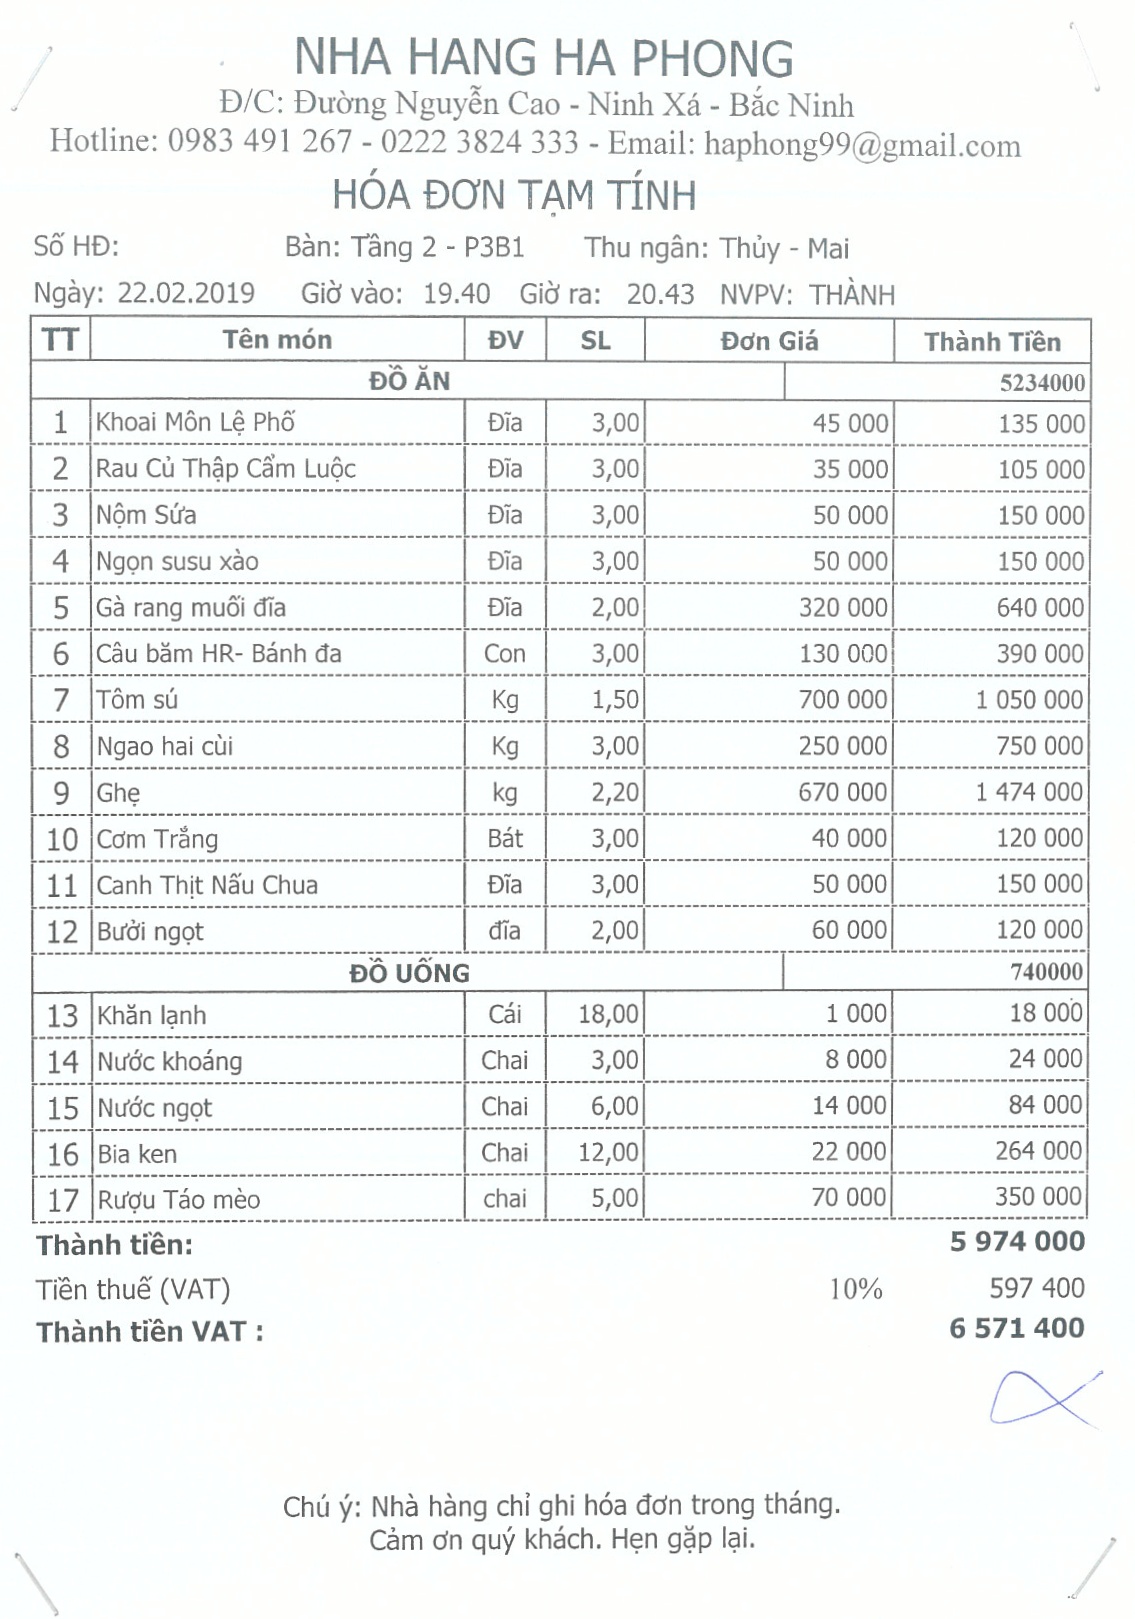 NHA HANG HA PHONG
Đ/C: Đường Nguyễn Cao - Ninh Xá - Bắc Ninh
Hotline: 0983 491 267 - 0222 3824 333 - Email: haphong99@gmail.com
HÓA ĐƠN TẠM TÍNH
Số HĐ: Bàn: Tầng 2 - P3B1 Thu ngân: Thủy - Mai
Ngày: 22.02.2019 Giờ vào: 19.40 Giờ ra: 20.43 NVPV: THÀNH
TT Tên món ĐV SL Đơn Giá Thành Tiền
ĐỒ ĂN 5234000
1 Khoai Môn Lệ Phố Đĩa 3,00 45 000 135 000
2 Rau Củ Thập Cẩm Luộc Đĩa 3,00 35 000 105 000
3 Nộm Sứa Đĩa 3,00 50 000 150 000
4 Ngọn susu xào Đĩa 3,00 50 000 150 000
5 Gà rang muối đĩa Đĩa 2,00 320 000 640 000
6 Câu băm HR- Bánh đa Con 3,00 130 000 390 000
7 Tôm sú Kg 1,50 700 000 1 050 000
8 Ngao hai cùi Kg 3,00 250 000 750 000
9 Ghẹ kg 2,20 670 000 1 474 000
10 Cơm Trắng Bát 3,00 40 000 120 000
11 Canh Thịt Nấu Chua Đĩa 3,00 50 000 150 000
12 Bưởi ngọt đĩa 2,00 60 000 120 000
ĐỒ UỐNG 740000
13 Khăn lạnh Cái 18,00 1 000 18 000
14 Nước khoáng Chai 3,00 8 000 24 000
15 Nước ngọt Chai 6,00 14 000 84 000
16 Bia ken Chai 12,00 22 000 264 000
17 Rượu Táo mèo chai 5,00 70 000 350 000
Thành tiền: 5 974 000
Tiền thuế (VAT) 10% 597 400
Thành tiền VAT : 6 571 400
Chú ý: Nhà hàng chỉ ghi hóa đơn trong tháng.
Cảm ơn quý khách. Hẹn gặp lại.